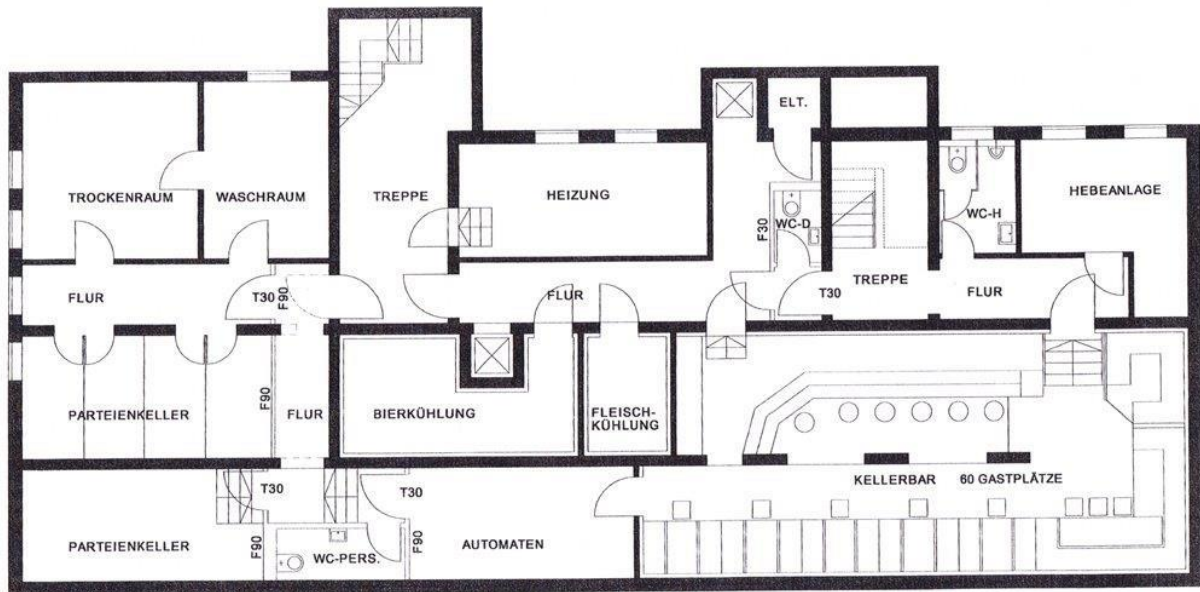 ELT.
TROCKENRAUM
WASCHRAUM
TREPPE
HEIZUNG
F30
WC-D
WC-H
HEBEANLAGE
FLUR
T30
F90
FLUR
T30
TREPPE
FLUR
PARTEIENKELLER
F90
FLUR
BIERKÜHLUNG
FLEISCH-
KÜHLUNG
KELLERBAR 60 GASTPLÄTZE
T30
T30
PARTEIENKELLER
F90
WC-PERS.
F90
AUTOMATEN